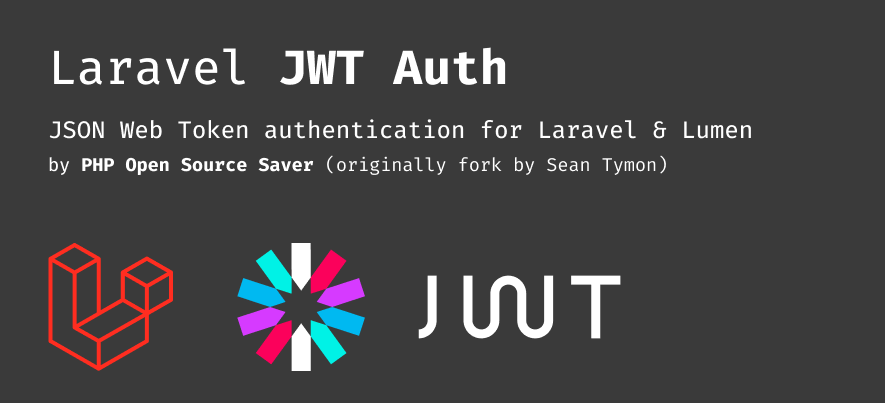 Laravel JWT Auth
JSON Web Token authentication for Laravel & Lumen
by PHP Open Source Saver (originally fork by Sean Tymon)
JWT